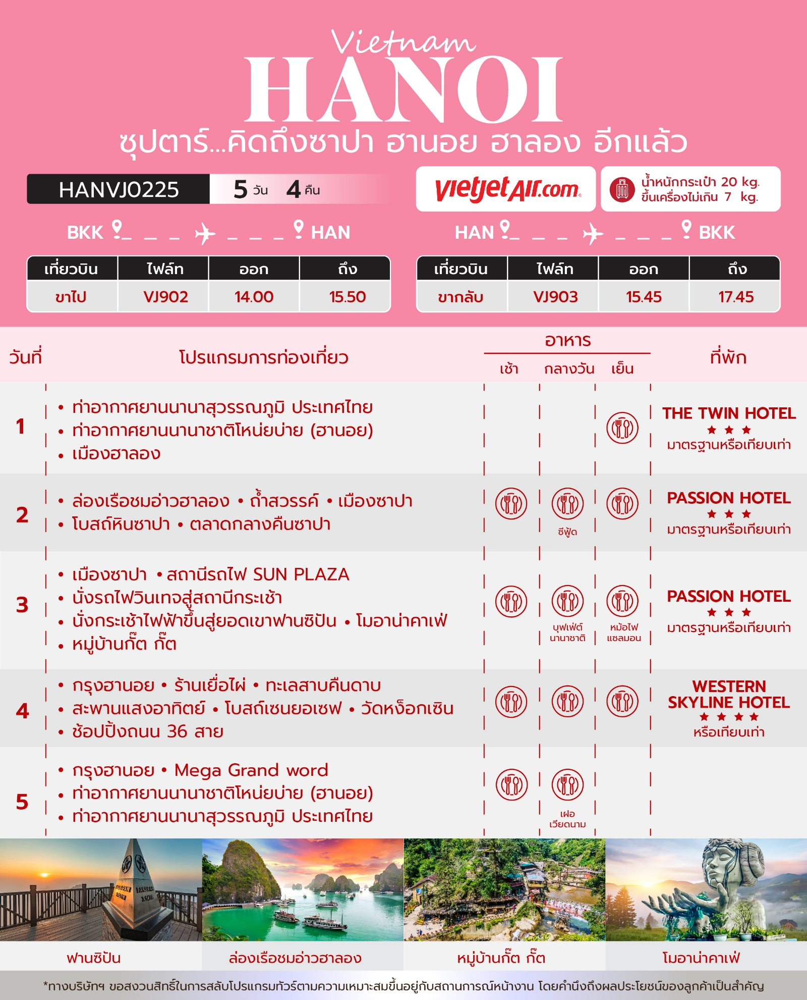 Vietnam
HANOI
ซุปตาร์...คิดถึงซาปา ฮานอย ฮาลอง อีกแล้ว
HANVJ0225 5 วัน 4 คืน
vietjetAir.com
น้ำหนักกระเป๋า 20 kg.
ขึ้นเครื่องไม่เกิน 7 kg.
BKK HAN
HAN BKK
เที่ยวบิน ไฟล์ท ออก ถึง
ขาไป VJ902 14.00 15.50
เที่ยวบิน ไฟล์ท ออก ถึง
ขากลับ VJ903 15.45 17.45
วันที่ โปรแกรมการท่องเที่ยว อาหาร ที่พัก
เช้า กลางวัน เย็น
1
• ท่าอากาศยานนานาสุวรรณภูมิ ประเทศไทย
• ท่าอากาศยานนานาชาติโหน่ยบ่าย (ฮานอย)
• เมืองฮาลอง
THE TWIN HOTEL
★ ★ ★
มาตรฐานหรือเทียบเท่า
2
• ล่องเรือชมอ่าวฮาลอง • ถ้ำสวรรค์ • เมืองซาปา
• โบสถ์หินซาปา • ตลาดกลางคืนซาปา
ซีฟู้ด
PASSION HOTEL
★ ★ ★
มาตรฐานหรือเทียบเท่า
3
• เมืองซาปา • สถานีรถไฟ SUN PLAZA
• นั่งรถไฟวินเทจสู่สถานีกระเช้า
• นั่งกระเช้าไฟฟ้าขึ้นสู่ยอดเขาฟานซิปัน • โมอาน่าคาเฟ่
• หมู่บ้านกั๊ต กั๊ต
บุฟเฟ่ต์
นานาชาติ
หม้อไฟ
แซลมอน
PASSION HOTEL
★ ★ ★
มาตรฐานหรือเทียบเท่า
4
• กรุงฮานอย • ร้านเยื่อไผ่ • ทะเลสาบคืนดาบ
• สะพานแสงอาทิตย์ • โบสถ์เซนยอเซฟ • วัดหง็อกเซิน
• ช้อปปิ้งถนน 36 สาย
WESTERN
SKYLINE HOTEL
★ ★ ★ ★
หรือเทียบเท่า
5
• กรุงฮานอย • Mega Grand word
• ท่าอากาศยานนานาชาติโหน่ยบ่าย (ฮานอย)
• ท่าอากาศยานนานาสุวรรณภูมิ ประเทศไทย
เฝอ
เวียดนาม
FANSIPAN
ฟานซิปัน
ล่องเรือชมอ่าวฮาลอง
หมู่บ้านกั๊ต กั๊ต
โมอาน่าคาเฟ่
*ทางบริษัทฯ ขอสงวนสิทธิ์ในการสลับโปรแกรมทัวร์ตามความเหมาะสมขึ้นอยู่กับสถานการณ์หน้างาน โดยคำนึงถึงผลประโยชน์ของลูกค้าเป็นสำคัญ